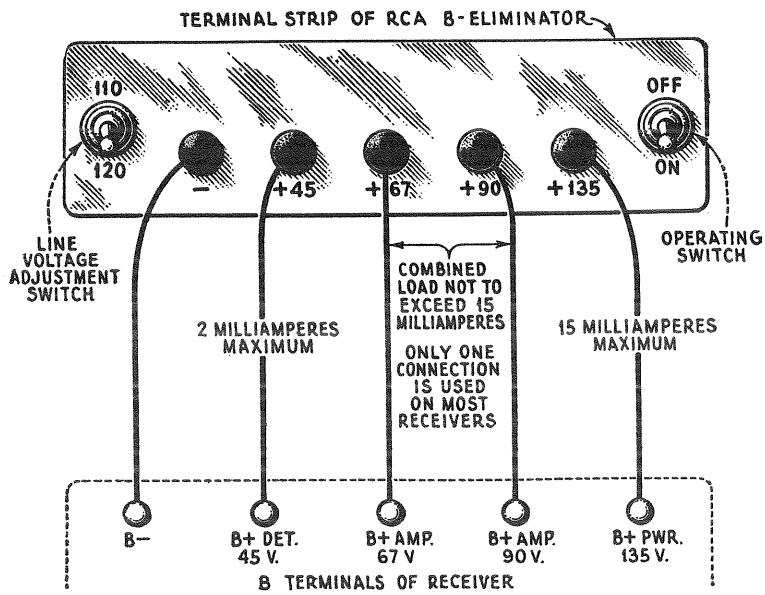 TERMINAL STRIP OF RCA B-ELIMINATOR
110
OFF
120
ON
-
+45
+67
+90
+135
LINE
VOLTAGE
ADJUSTMENT
SWITCH
OPERATING
SWITCH
COMBINED
LOAD NOT TO
EXCEED 15
MILLIAMPERES
2 MILLIAMPERES
MAXIMUM
15 MILLIAMPERES
MAXIMUM
ONLY ONE
CONNECTION
IS USED
ON MOST
RECEIVERS
B-
B+ DET.
45 V.
B+ AMP.
67 V
B+ AMP.
90 V.
B+ PWR.
135 V.
B TERMINALS OF RECEIVER